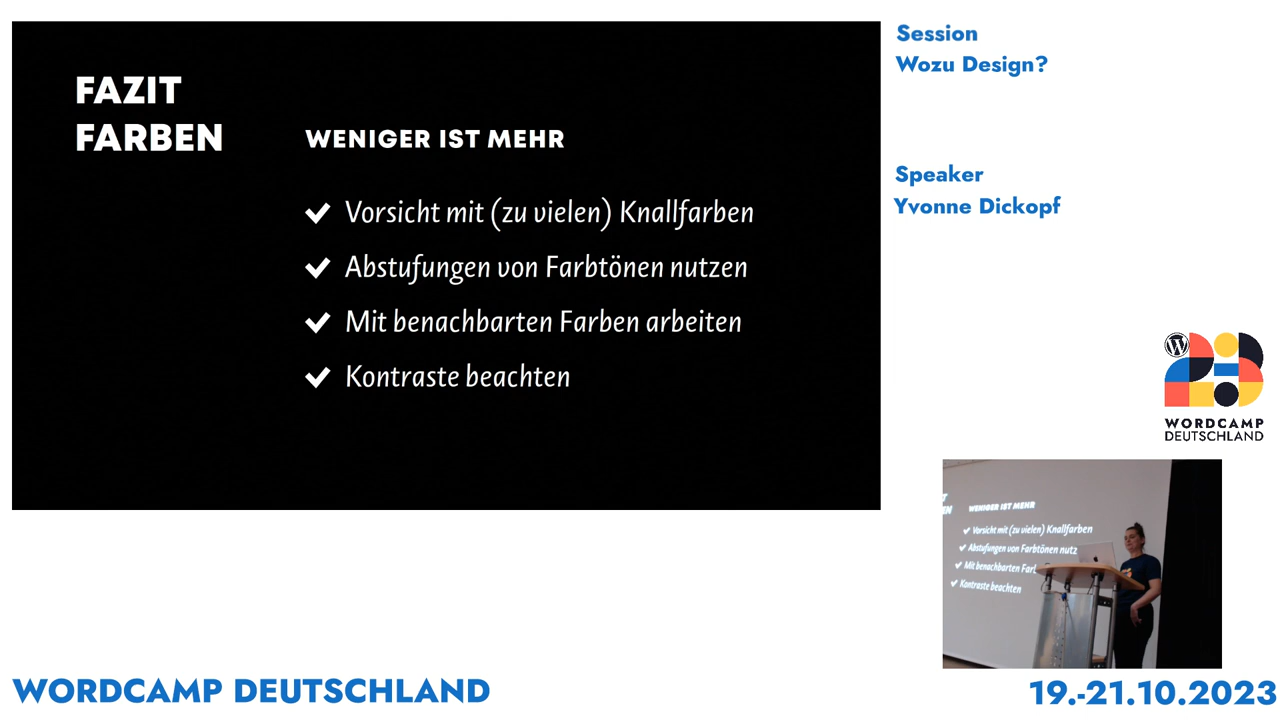 FAZIT
FARBEN
WENIGER IST MEHR
Vorsicht mit (zu vielen) Knallfarben
Abstufungen von Farbtönen nutzen
Mit benachbarten Farben arbeiten
Kontraste beachten
Session
Wozu Design?
Speaker
Yvonne Dickopf
WORDCAMP
DEUTSCHLAND
WENIGER IST MEHR
Vorsicht mit (zu vielen) Knallfarben
Abstufungen von Farbtönen nutz
Mit benachbarten Far
Kontraste beachten
WORDCAMP DEUTSCHLAND
19.-21.10.2023